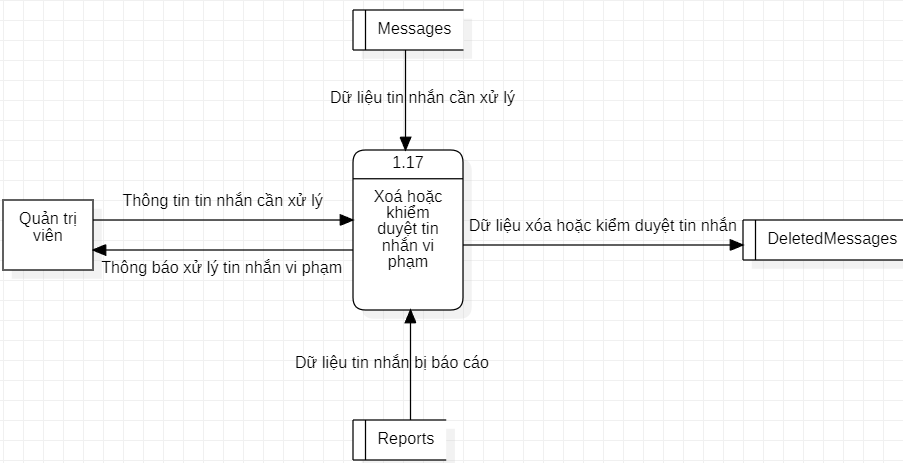 Messages
Dữ liệu tin nhắn cần xử lý
1.17
Xoá hoặc
khiểm
duyệt tin
nhắn vi
phạm
Thông tin tin nhắn cần xử lý
Quản trị
viên
Thông báo xử lý tin nhắn vi phạm
Dữ liệu xóa hoặc kiểm duyệt tin nhắn
DeletedMessages
Dữ liệu tin nhắn bị báo cáo
Reports